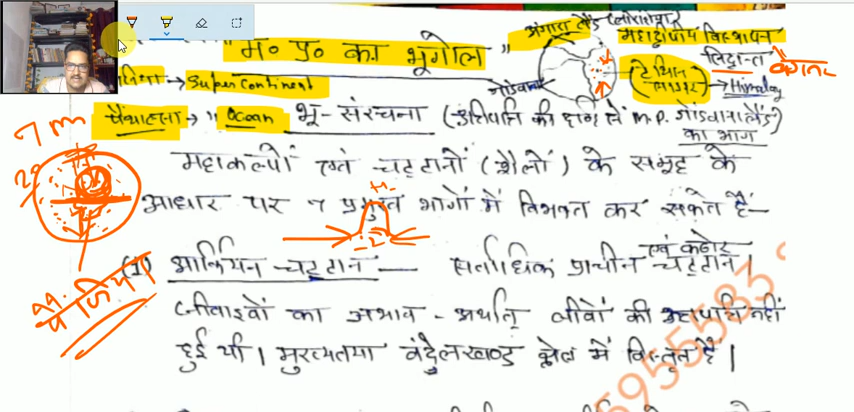 अंगारा लैंड (लौरेशिया)
"म० प्र० का भूगोल" महाद्वीपीय विस्थापन
सिद्धान्त
→ Super Continent गोंडवाना टेथिस सागर → Himalay
पैंथालसा → "Ocean भू-संरचना (उत्पत्ति की दृष्टि से M.P. गोंडवानालैंड का भाग)
महाकल्पों एवं चट्टानों (शैलों) के समूह के
आधार पर 7 प्रमुख भागों में विभक्त कर सकते हैं-
(1) आर्कियन चट्टान — सर्वाधिक प्राचीन एवं कठोर चट्टान।
जीवाश्मों का अभाव - अर्थात् जीवों की उत्पत्ति नहीं
हुई थी। मुख्यतया बुंदेलखण्ड क्षेत्र में विस्तृत है।
7 m
29